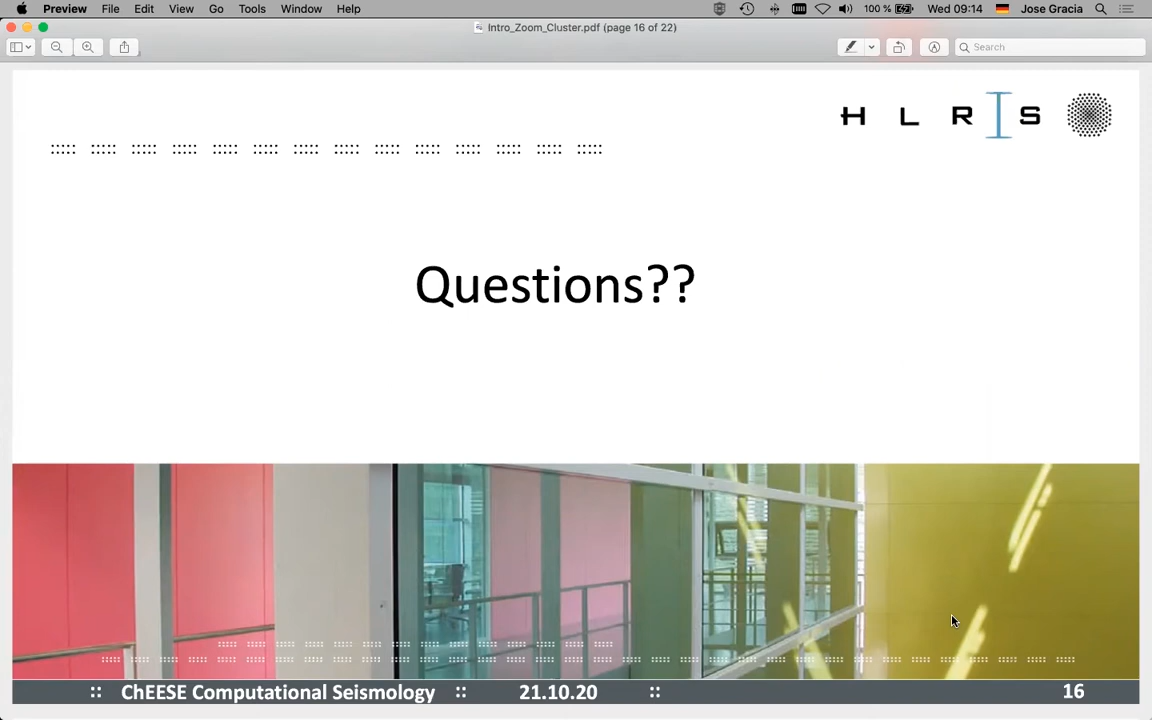 Preview File Edit View Go Tools Window Help 100 % Wed 09:14 Jose Gracia
Intro_Zoom_Cluster.pdf (page 16 of 22)
Search
H L R I S
Questions??
:: ChEESE Computational Seismology :: 21.10.20 :: 16